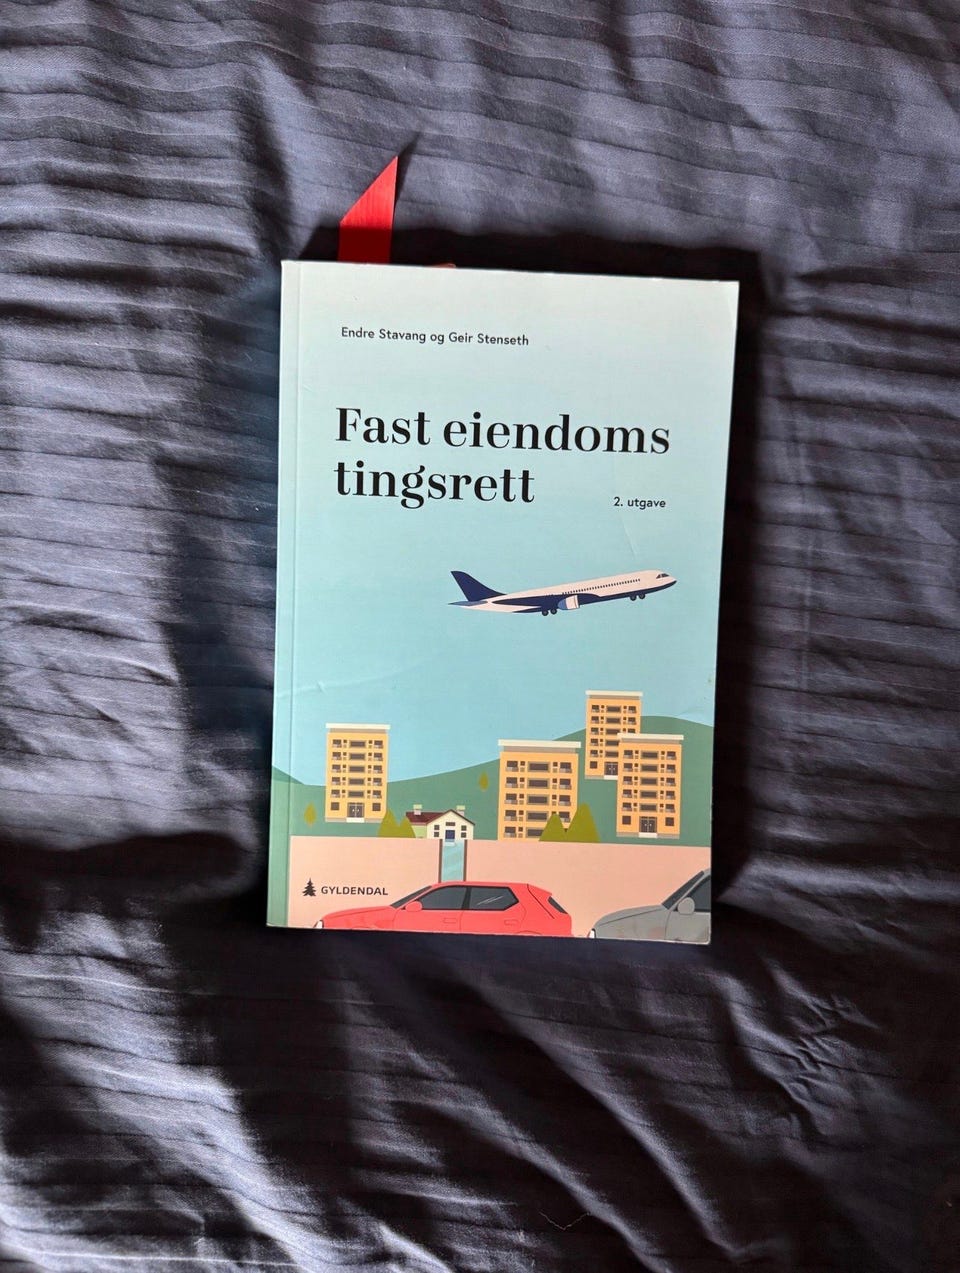 Endre Stavang og Geir Stenseth
Fast eiendoms
tingsrett
2. utgave
GYLDENDAL